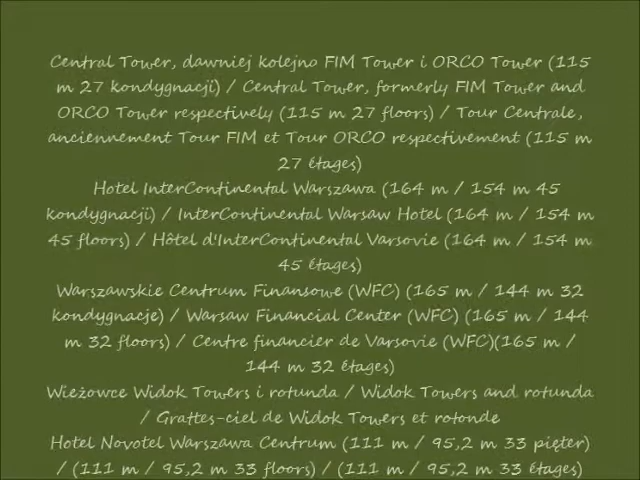 Central Tower, dawniej kolejno FIM Tower i ORCO Tower (115
m 27 kondygnacji) / Central Tower, formerly FIM Tower and
ORCO Tower respectively (115 m 27 floors) / Tour Centrale,
anciennement Tour FIM et Tour ORCO respectivement (115 m
27 étages)
Hotel InterContinental Warszawa (164 m / 154 m 45
kondygnacji) / InterContinental Warsaw Hotel (164 m / 154 m
45 floors) / Hôtel d'InterContinental Varsovie (164 m / 154 m
45 étages)
Warszawskie Centrum Finansowe (WFC) (165 m / 144 m 32
kondygnacje) / Warsaw Financial Center (WFC) (165 m / 144
m 32 floors) / Centre financier de Varsovie (WFC)(165 m /
144 m 32 étages)
Wieżowce Widok Towers i rotunda / Widok Towers and rotunda
/ Grattes-ciel de Widok Towers et rotonde
Hotel Novotel Warszawa Centrum (111 m / 95,2 m 33 pięter)
/ (111 m / 95,2 m 33 floors) / (111 m / 95,2 m 33 étages)